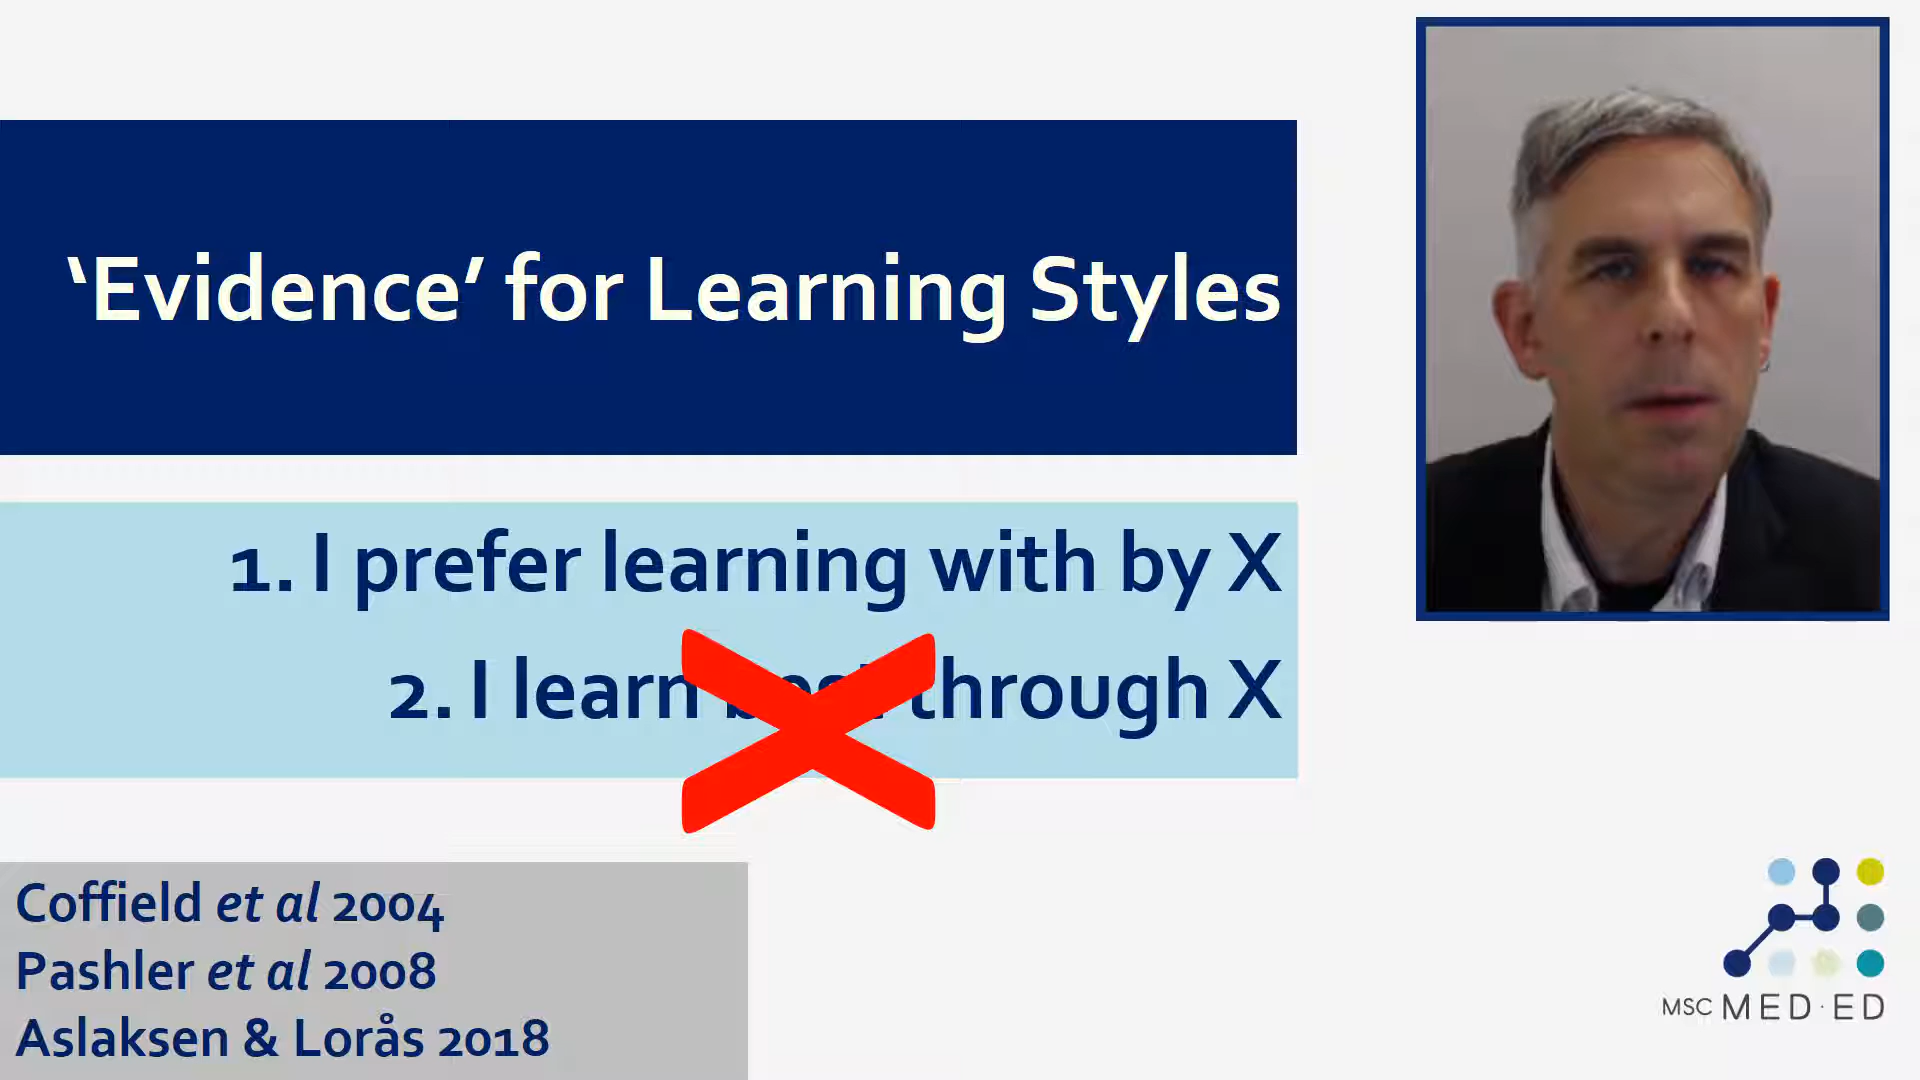 ‘Evidence’ for Learning Styles
1. I prefer learning with by X
2. I learn through X
Coffield et al 2004
Pashler et al 2008
Aslaksen & Lorås 2018
MSC MED·ED